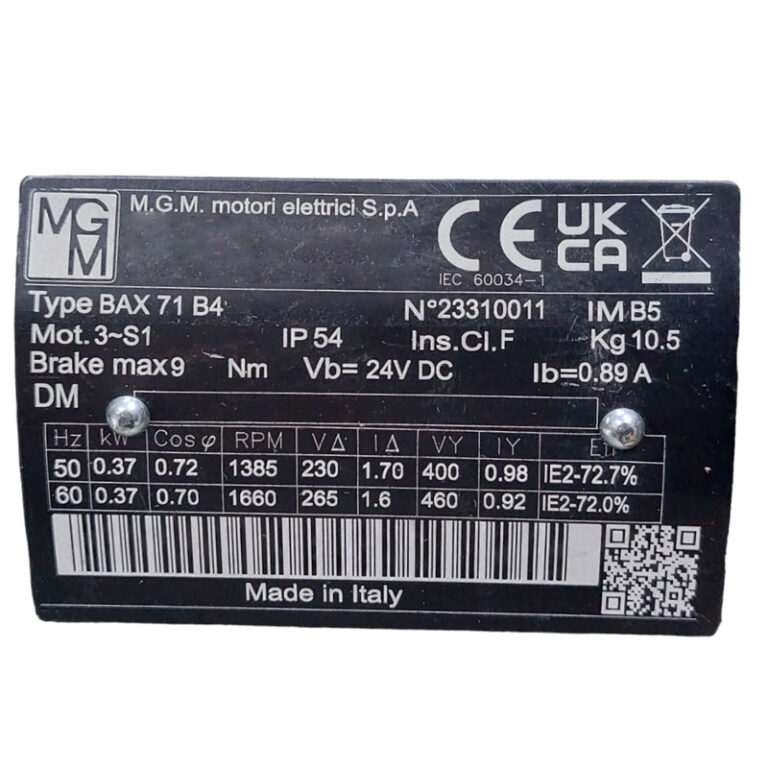 MGM
M.G.M. motori elettrici S.p.A
CE UK CA
IEC 60034-1
Type BAX 71 B4 N°23310011 IM B5
Mot. 3~S1 IP 54 Ins.Cl.F Kg 10.5
Brake max 9 Nm Vb= 24V DC Ib=0.89 A
DM
Hz kW Cos φ RPM V∆ I∆ VY IY
50 0.37 0.72 1385 230 1.70 400 0.98 IE2-72.7%
60 0.37 0.70 1660 265 1.6 460 0.92 IE2-72.0%
Made in Italy